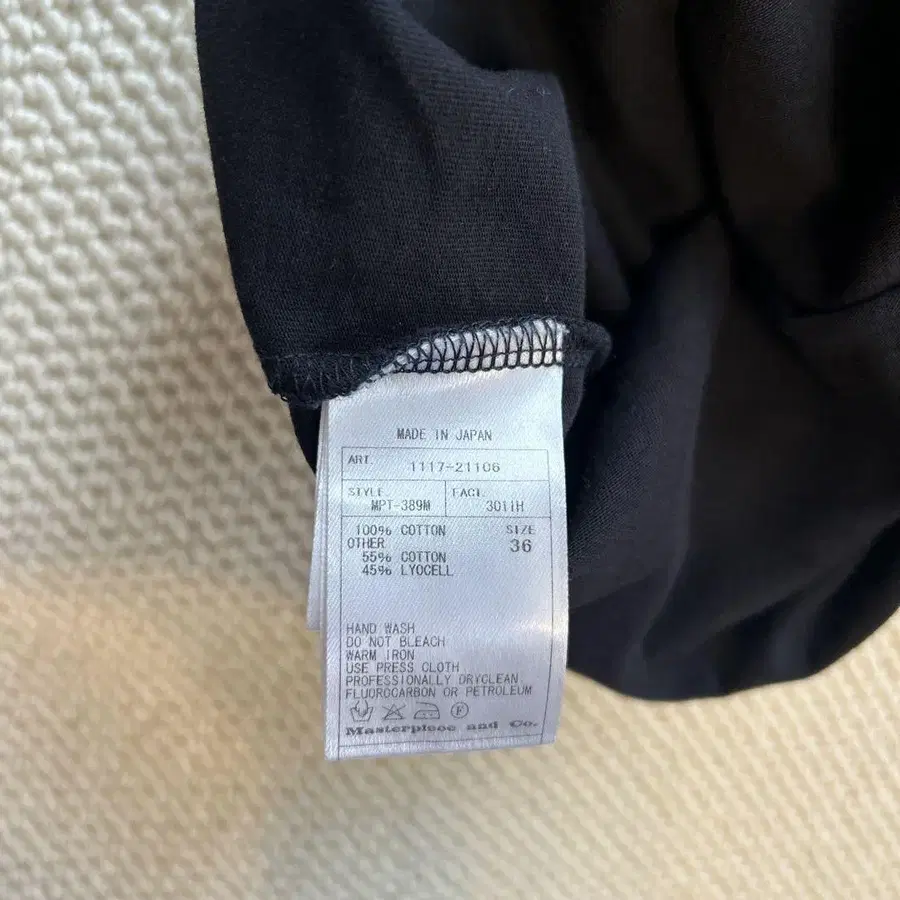 MADE IN JAPAN
ART. 1117-21106
STYLE FACT.
MPT-389M 3011H
100% COTTON SIZE
OTHER 36
55% COTTON
45% LYOCELL
HAND WASH
DO NOT BLEACH
WARM IRON
USE PRESS CLOTH
PROFESSIONALLY DRYCLEAN
FLUOROCARBON OR PETROLEUM
F
Masterpiece and Co.